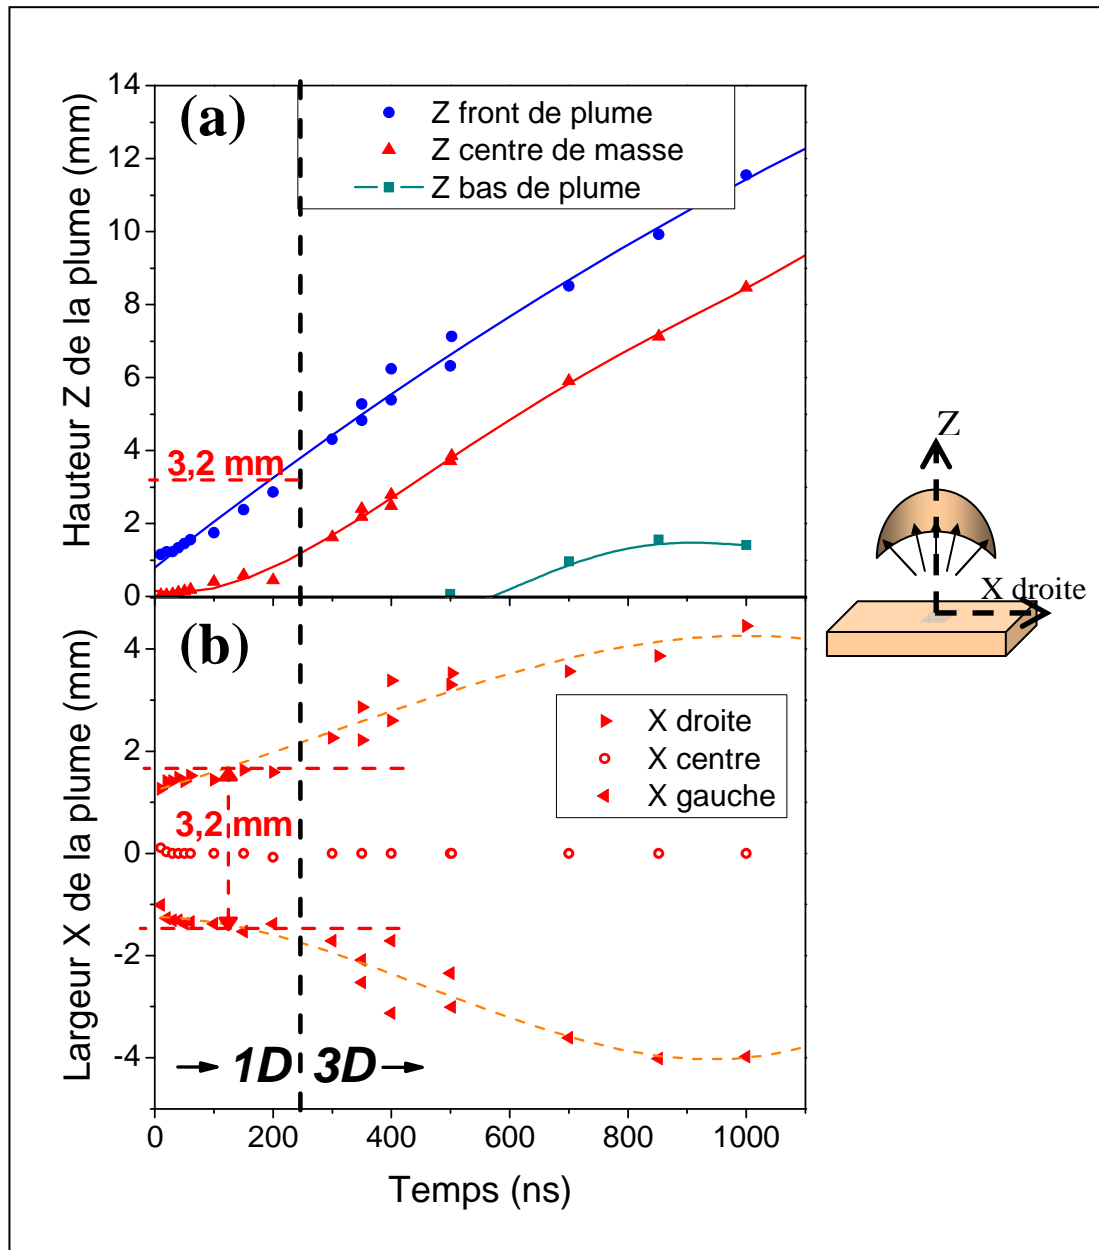 (a)
Z front de plume
Z centre de masse
Z bas de plume
Hauteur Z de la plume (mm)
14
12
10
8
6
4
2
0
3,2 mm
Z
X droite
(b)
X droite
X centre
X gauche
Largeur X de la plume (mm)
4
2
0
-2
-4
3,2 mm
1D 3D
0 200 400 600 800 1000
Temps (ns)